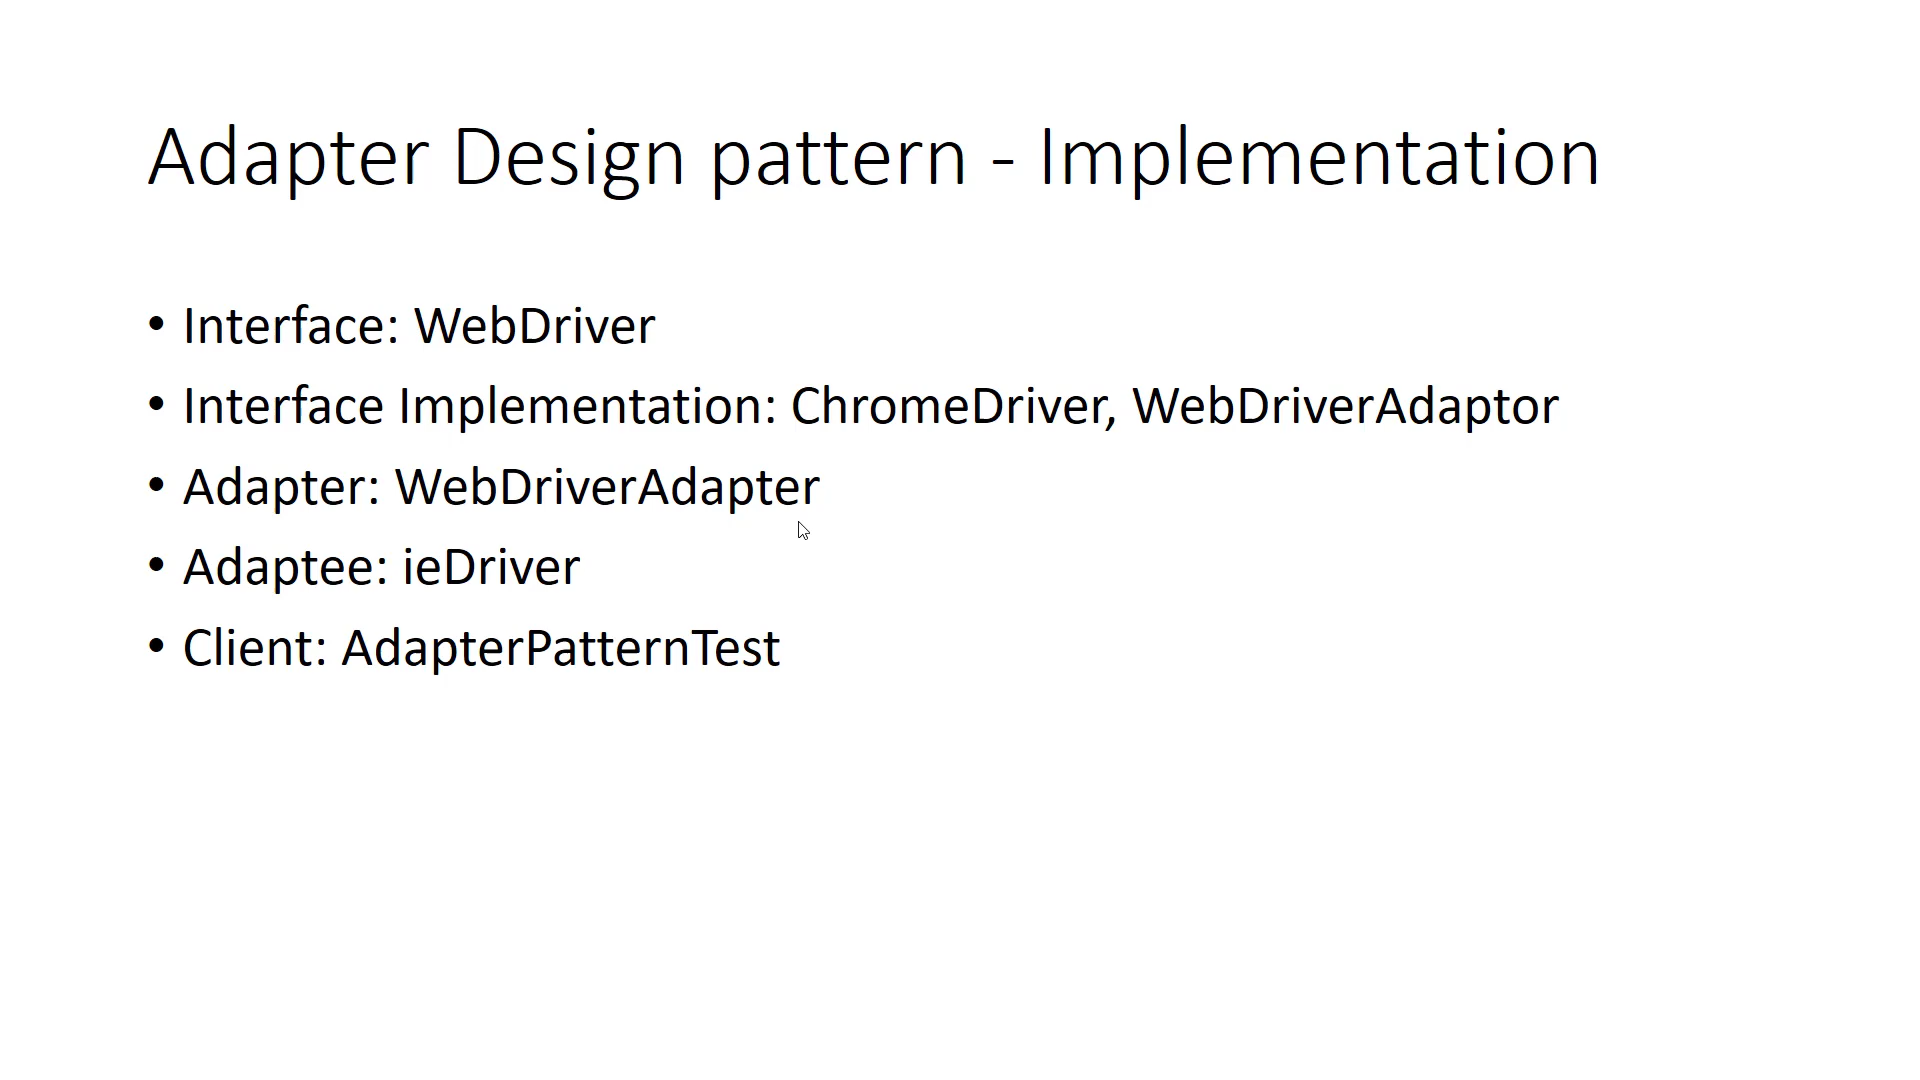 Adapter Design pattern - Implementation
• Interface: WebDriver
• Interface Implementation: ChromeDriver, WebDriverAdaptor
• Adapter: WebDriverAdapter
• Adaptee: ieDriver
• Client: AdapterPatternTest